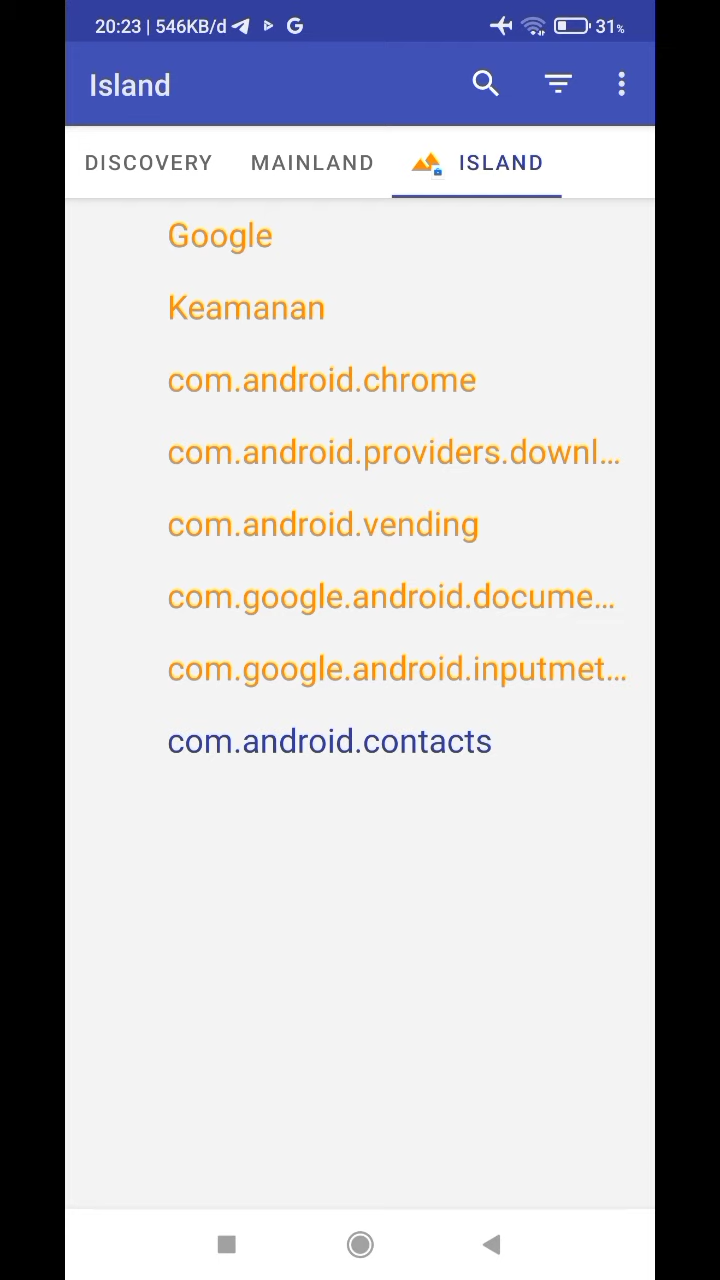 20:23 | 546KB/d
31%
Island
DISCOVERY MAINLAND ISLAND
Google
Keamanan
com.android.chrome
com.android.providers.downl...
com.android.vending
com.google.android.docume...
com.google.android.inputmet...
com.android.contacts